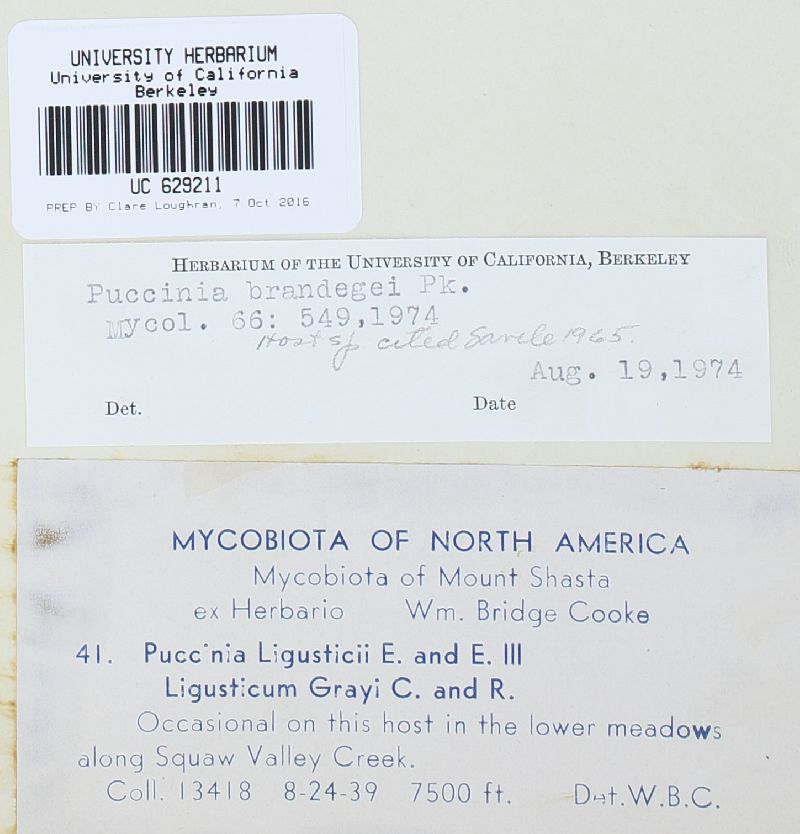 UNIVERSITY HERBARIUM
University of California
Berkeley
UC 629211
PREP BY Clare Loughran, 7 Oct 2016
HERBARIUM OF THE UNIVERSITY OF CALIFORNIA, BERKELEY
Puccinia brandegei Pk.
Mycol. 66: 549,1974
Host sp cited Savile 1965.
Aug. 19,1974
Det. Date
MYCOBIOTA OF NORTH AMERICA
Mycobiota of Mount Shasta
ex Herbario Wm. Bridge Cooke
41. Puccinia Ligusticii E. and E. III
Ligusticum Grayi C. and R.
Occasional on this host in the lower meadows
along Squaw Valley Creek.
Coll. 13418 8-24-39 7500 ft. Det.W.B.C.